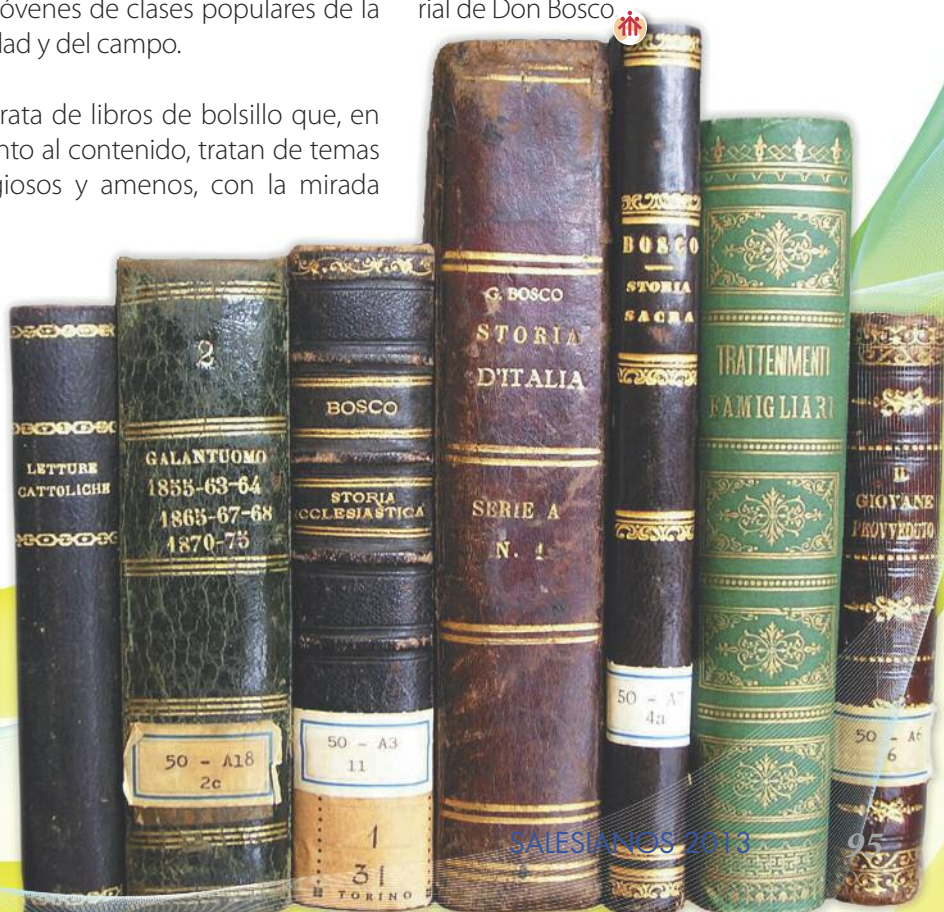 óvenes de clases populares de la
dad y del campo.
rata de libros de bolsillo que, en
nto al contenido, tratan de temas
giosos y amenos, con la mirada
rial de Don Bosco
LETTURE
CATTOLICHE
2
GALANTUOMO
1855-63-64
1865-67-68
1870-75
50 - A18
2c
BOSCO
STORIA
ECCLESIASTICA
50 - A3
11
1
31
TORINO
G. BOSCO
STORIA
D'ITALIA
SERIE A
N. 1
BOSCO
STORIA
SACRA
50 - A7
4a
TRATTENIMENTI
FAMIGLIARI
IL
GIOVANE
PROVVEDUTO
50 - A6
6
SALESIANOS 2013
95